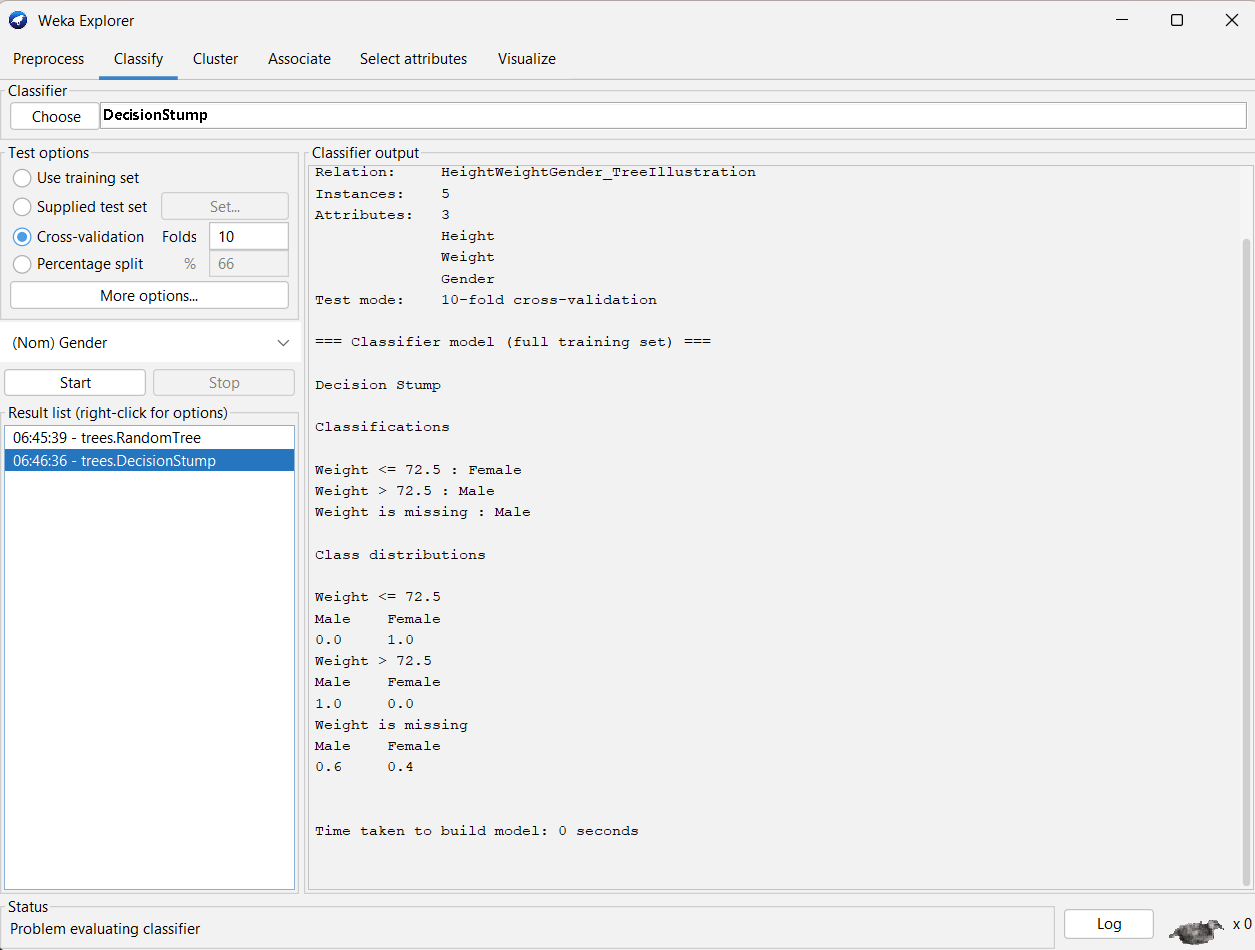 Weka Explorer
Preprocess Classify Cluster Associate Select attributes Visualize
Classifier
Choose DecisionStump
Test options
Use training set
Supplied test set Set...
Cross-validation Folds 10
Percentage split % 66
More options...
(Nom) Gender
Start Stop
Result list (right-click for options)
06:45:39 - trees.RandomTree
06:46:36 - trees.DecisionStump
Classifier output
Relation: HeightWeightGender_TreeIllustration
Instances: 5
Attributes: 3
Height
Weight
Gender
Test mode: 10-fold cross-validation
=== Classifier model (full training set) ===
Decision Stump
Classifications
Weight <= 72.5 : Female
Weight > 72.5 : Male
Weight is missing : Male
Class distributions
Weight <= 72.5
Male Female
0.0 1.0
Weight > 72.5
Male Female
1.0 0.0
Weight is missing
Male Female
0.6 0.4
Time taken to build model: 0 seconds
Status
Problem evaluating classifier
Log x 0